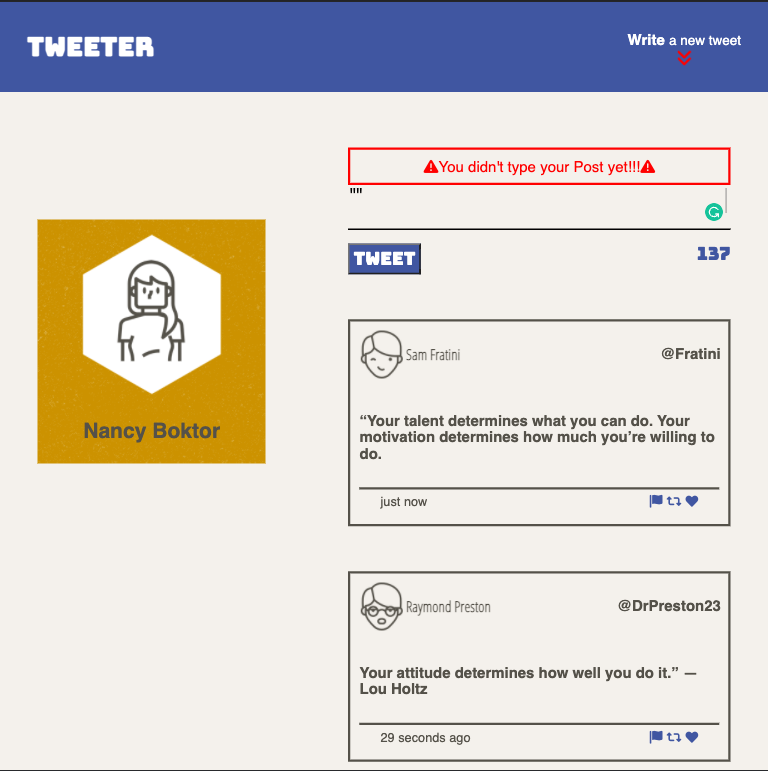 TWEETER
Write a new tweet
You didn't type your Post yet!!!
""
TWEET
137
Nancy Boktor
Sam Fratini
@Fratini
“Your talent determines what you can do. Your
motivation determines how much you’re willing to
do.
just now
Raymond Preston
@DrPreston23
Your attitude determines how well you do it.” —
Lou Holtz
29 seconds ago